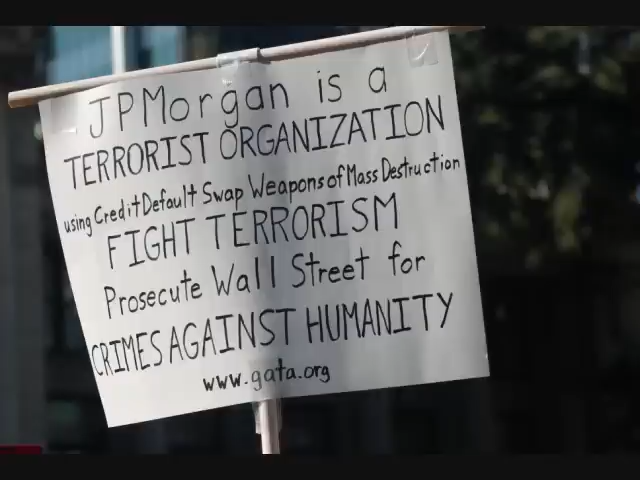 JPMorgan is a
TERRORIST ORGANIZATION
using Credit Default Swap Weapons of Mass Destruction
FIGHT TERRORISM
Prosecute Wall Street for
CRIMES AGAINST HUMANITY
www.gata.org